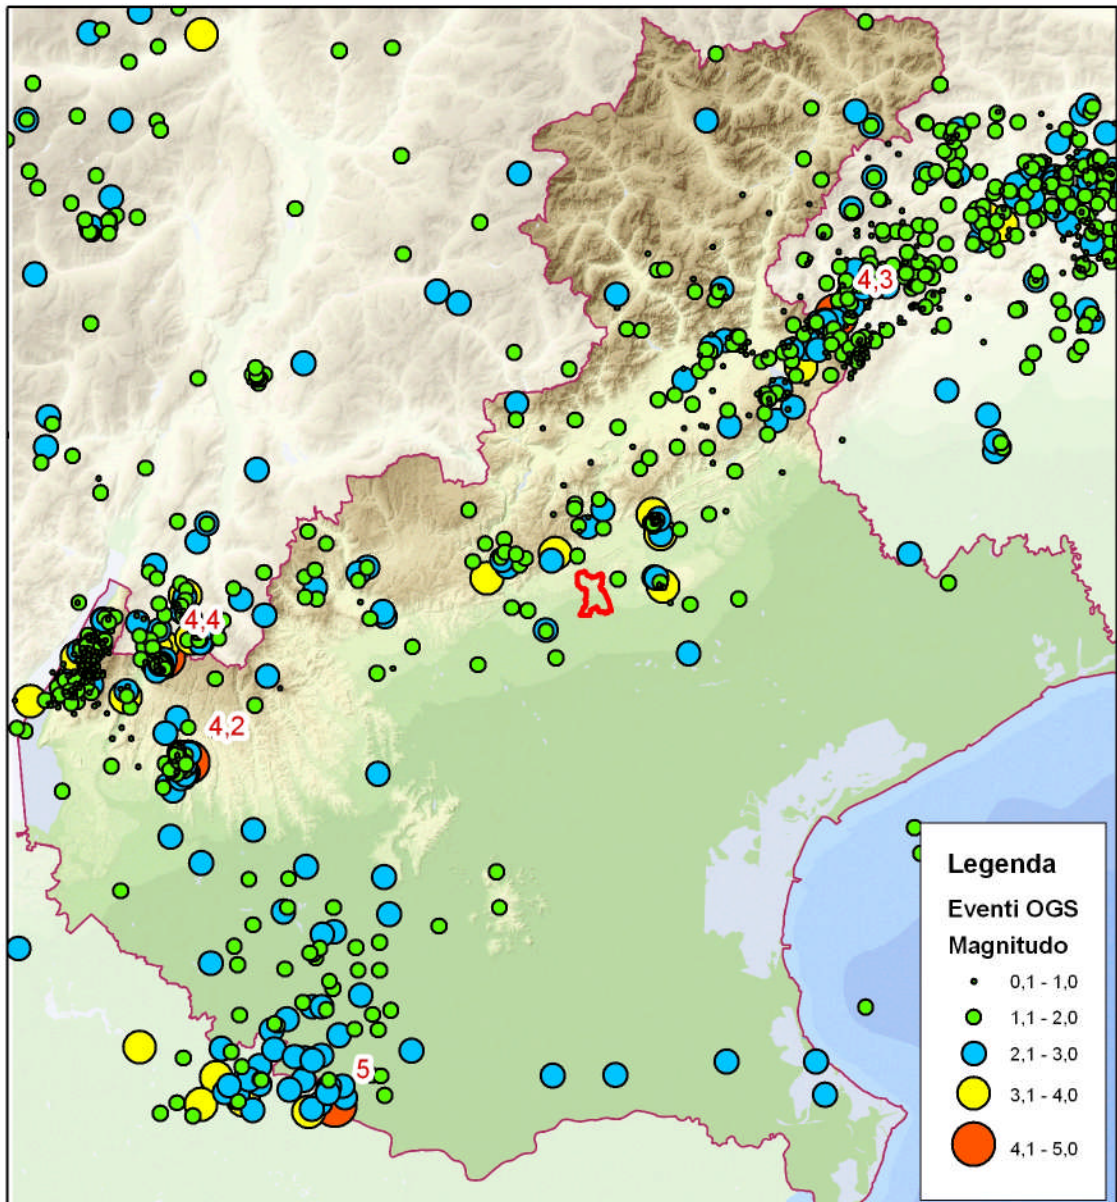 4,3
4,4
4,2
5
Legenda
Eventi OGS
Magnitudo
0,1 - 1,0
1,1 - 2,0
2,1 - 3,0
3,1 - 4,0
4,1 - 5,0